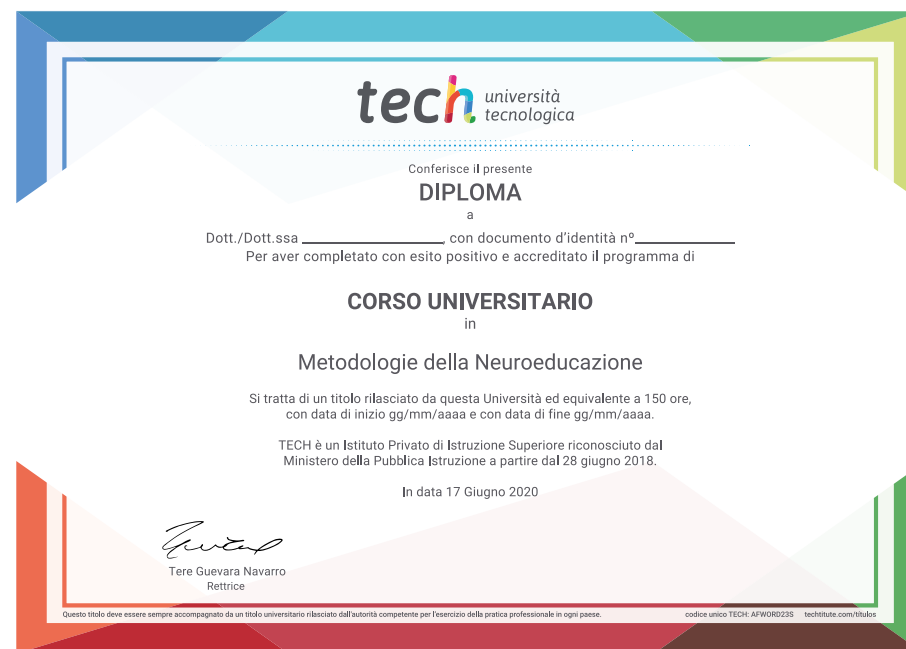 tech università
tecnologica
Conferisce il presente
DIPLOMA
a
Dott./Dott.ssa ____________________, con documento d'identità nº______________
Per aver completato con esito positivo e accreditato il programma di
CORSO UNIVERSITARIO
in
Metodologie della Neuroeducazione
Si tratta di un titolo rilasciato da questa Università ed equivalente a 150 ore,
con data di inizio gg/mm/aaaa e con data di fine gg/mm/aaaa.
TECH è un Istituto Privato di Istruzione Superiore riconosciuto dal
Ministero della Pubblica Istruzione a partire dal 28 giugno 2018.
In data 17 Giugno 2020
Tere Guevara Navarro
Rettrice
Questo titolo deve essere sempre accompagnato da un titolo universitario rilasciato dall'autorità competente per l'esercizio della pratica professionale in ogni paese. codice unico TECH: AFWORD23S techtitute.com/titulos